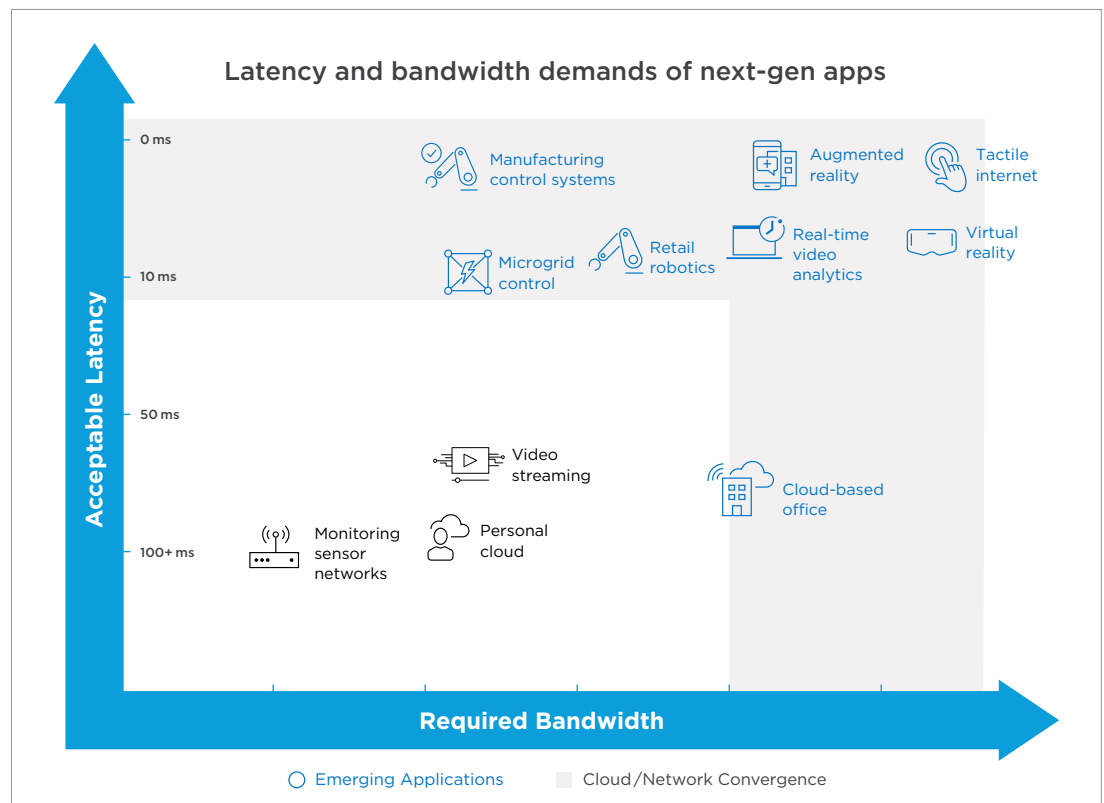 Latency and bandwidth demands of next-gen apps
Acceptable Latency
0 ms
10 ms
50 ms
100+ ms
Manufacturing
control systems
Augmented
reality
Tactile
internet
Microgrid
control
Retail
robotics
Real-time
video
analytics
Virtual
reality
Video
streaming
Cloud-based
office
Monitoring
sensor
networks
Personal
cloud
Required Bandwidth
Emerging Applications
Cloud/Network Convergence